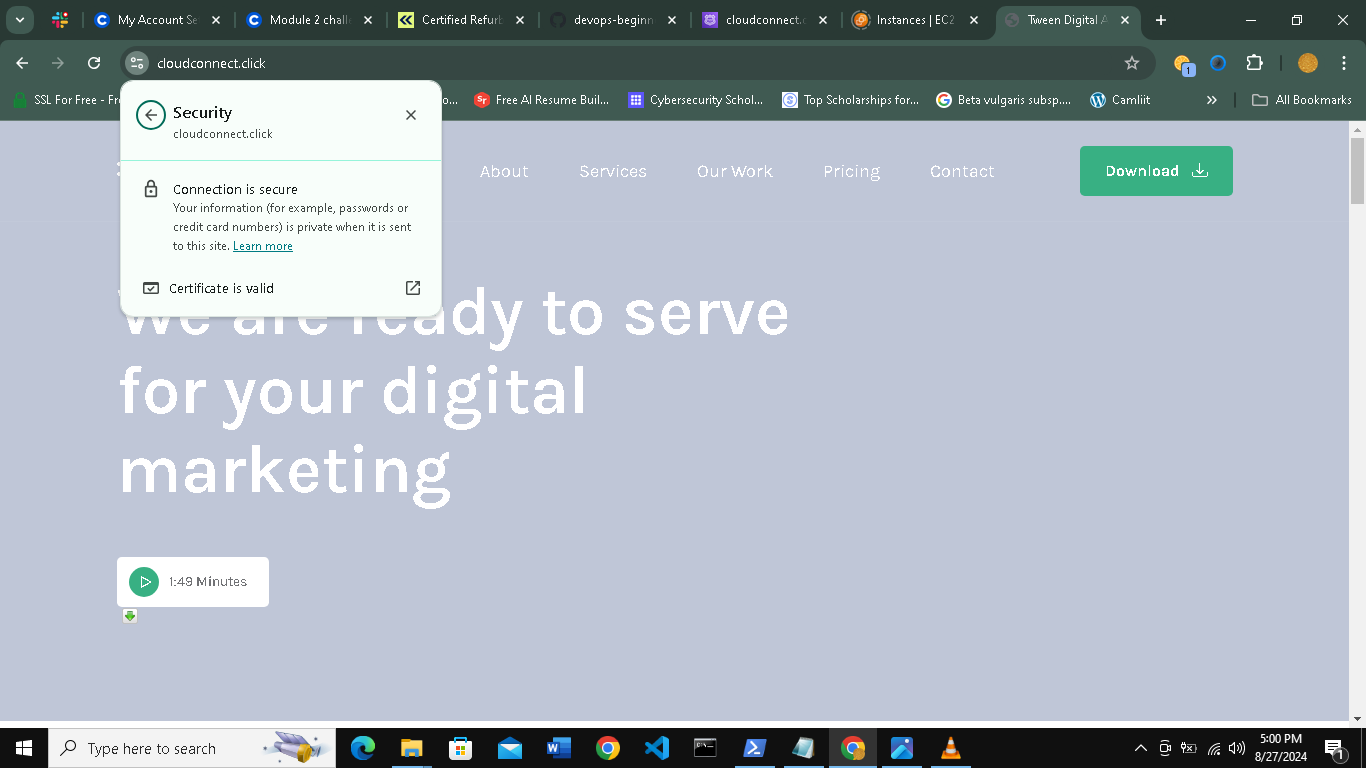 My Account Se
Module 2 chall
Certified Refurb
devops-beginn
cloudconnect.c
Instances | EC2
Tween Digital A
cloudconnect.click
1
SSL For Free - Fr
o...
Free AI Resume Buil...
Cybersecurity Schol...
Top Scholarships for...
Beta vulgaris subsp....
Camliit
All Bookmarks
Security
cloudconnect.click
Connection is secure
Your information (for example, passwords or
credit card numbers) is private when it is sent
to this site. Learn more
Certificate is valid
About
Services
Our Work
Pricing
Contact
Download
We are ready to serve
for your digital
marketing
1:49 Minutes
Type here to search
5:00 PM
8/27/2024
1